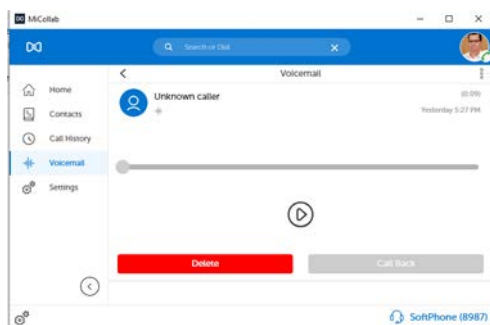 MiCollab
Search or Dial
Home
Contacts
Call History
Voicemail
Settings
Voicemail
Unknown caller
(0:09)
Yesterday 5:27 PM
Delete
Call Back
SoftPhone (8987)